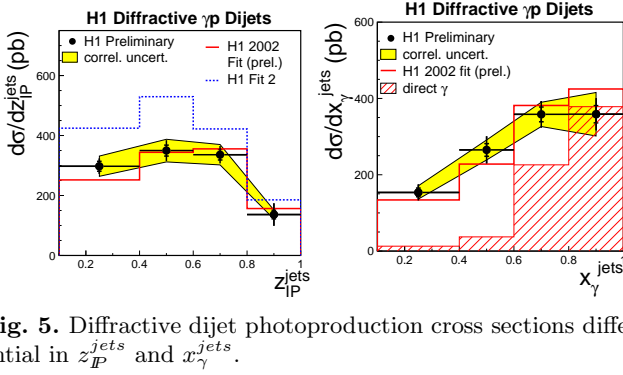 H1 Diffractive γp Dijets
dσ/dz_IP^jets (pb)
H1 Preliminary
correl. uncert.
H1 2002
Fit (prel.)
H1 Fit 2
600
400
200
0
0.2 0.4 0.6 0.8 1
z_IP^jets
H1 Diffractive γp Dijets
dσ/dx_γ^jets (pb)
H1 Preliminary
correl. uncert.
H1 2002 fit (prel.)
direct γ
600
400
200
0
0.2 0.4 0.6 0.8 1
x_γ^jets
ig. 5. Diffractive dijet photoproduction cross sections differ-
ntial in z_IP^jets and x_γ^jets.